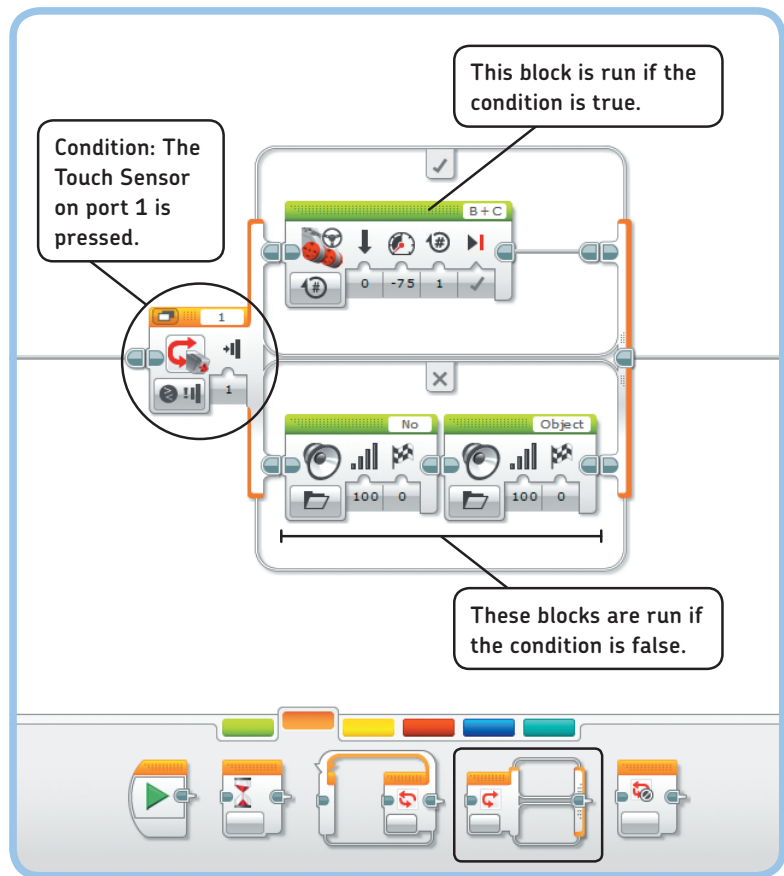 This block is run if the
condition is true.
Condition: The
Touch Sensor
on port 1 is
pressed.
B+C
#
#
0 -75 1
1
1
No
100 0
Object
100 0
These blocks are run if
the condition is false.